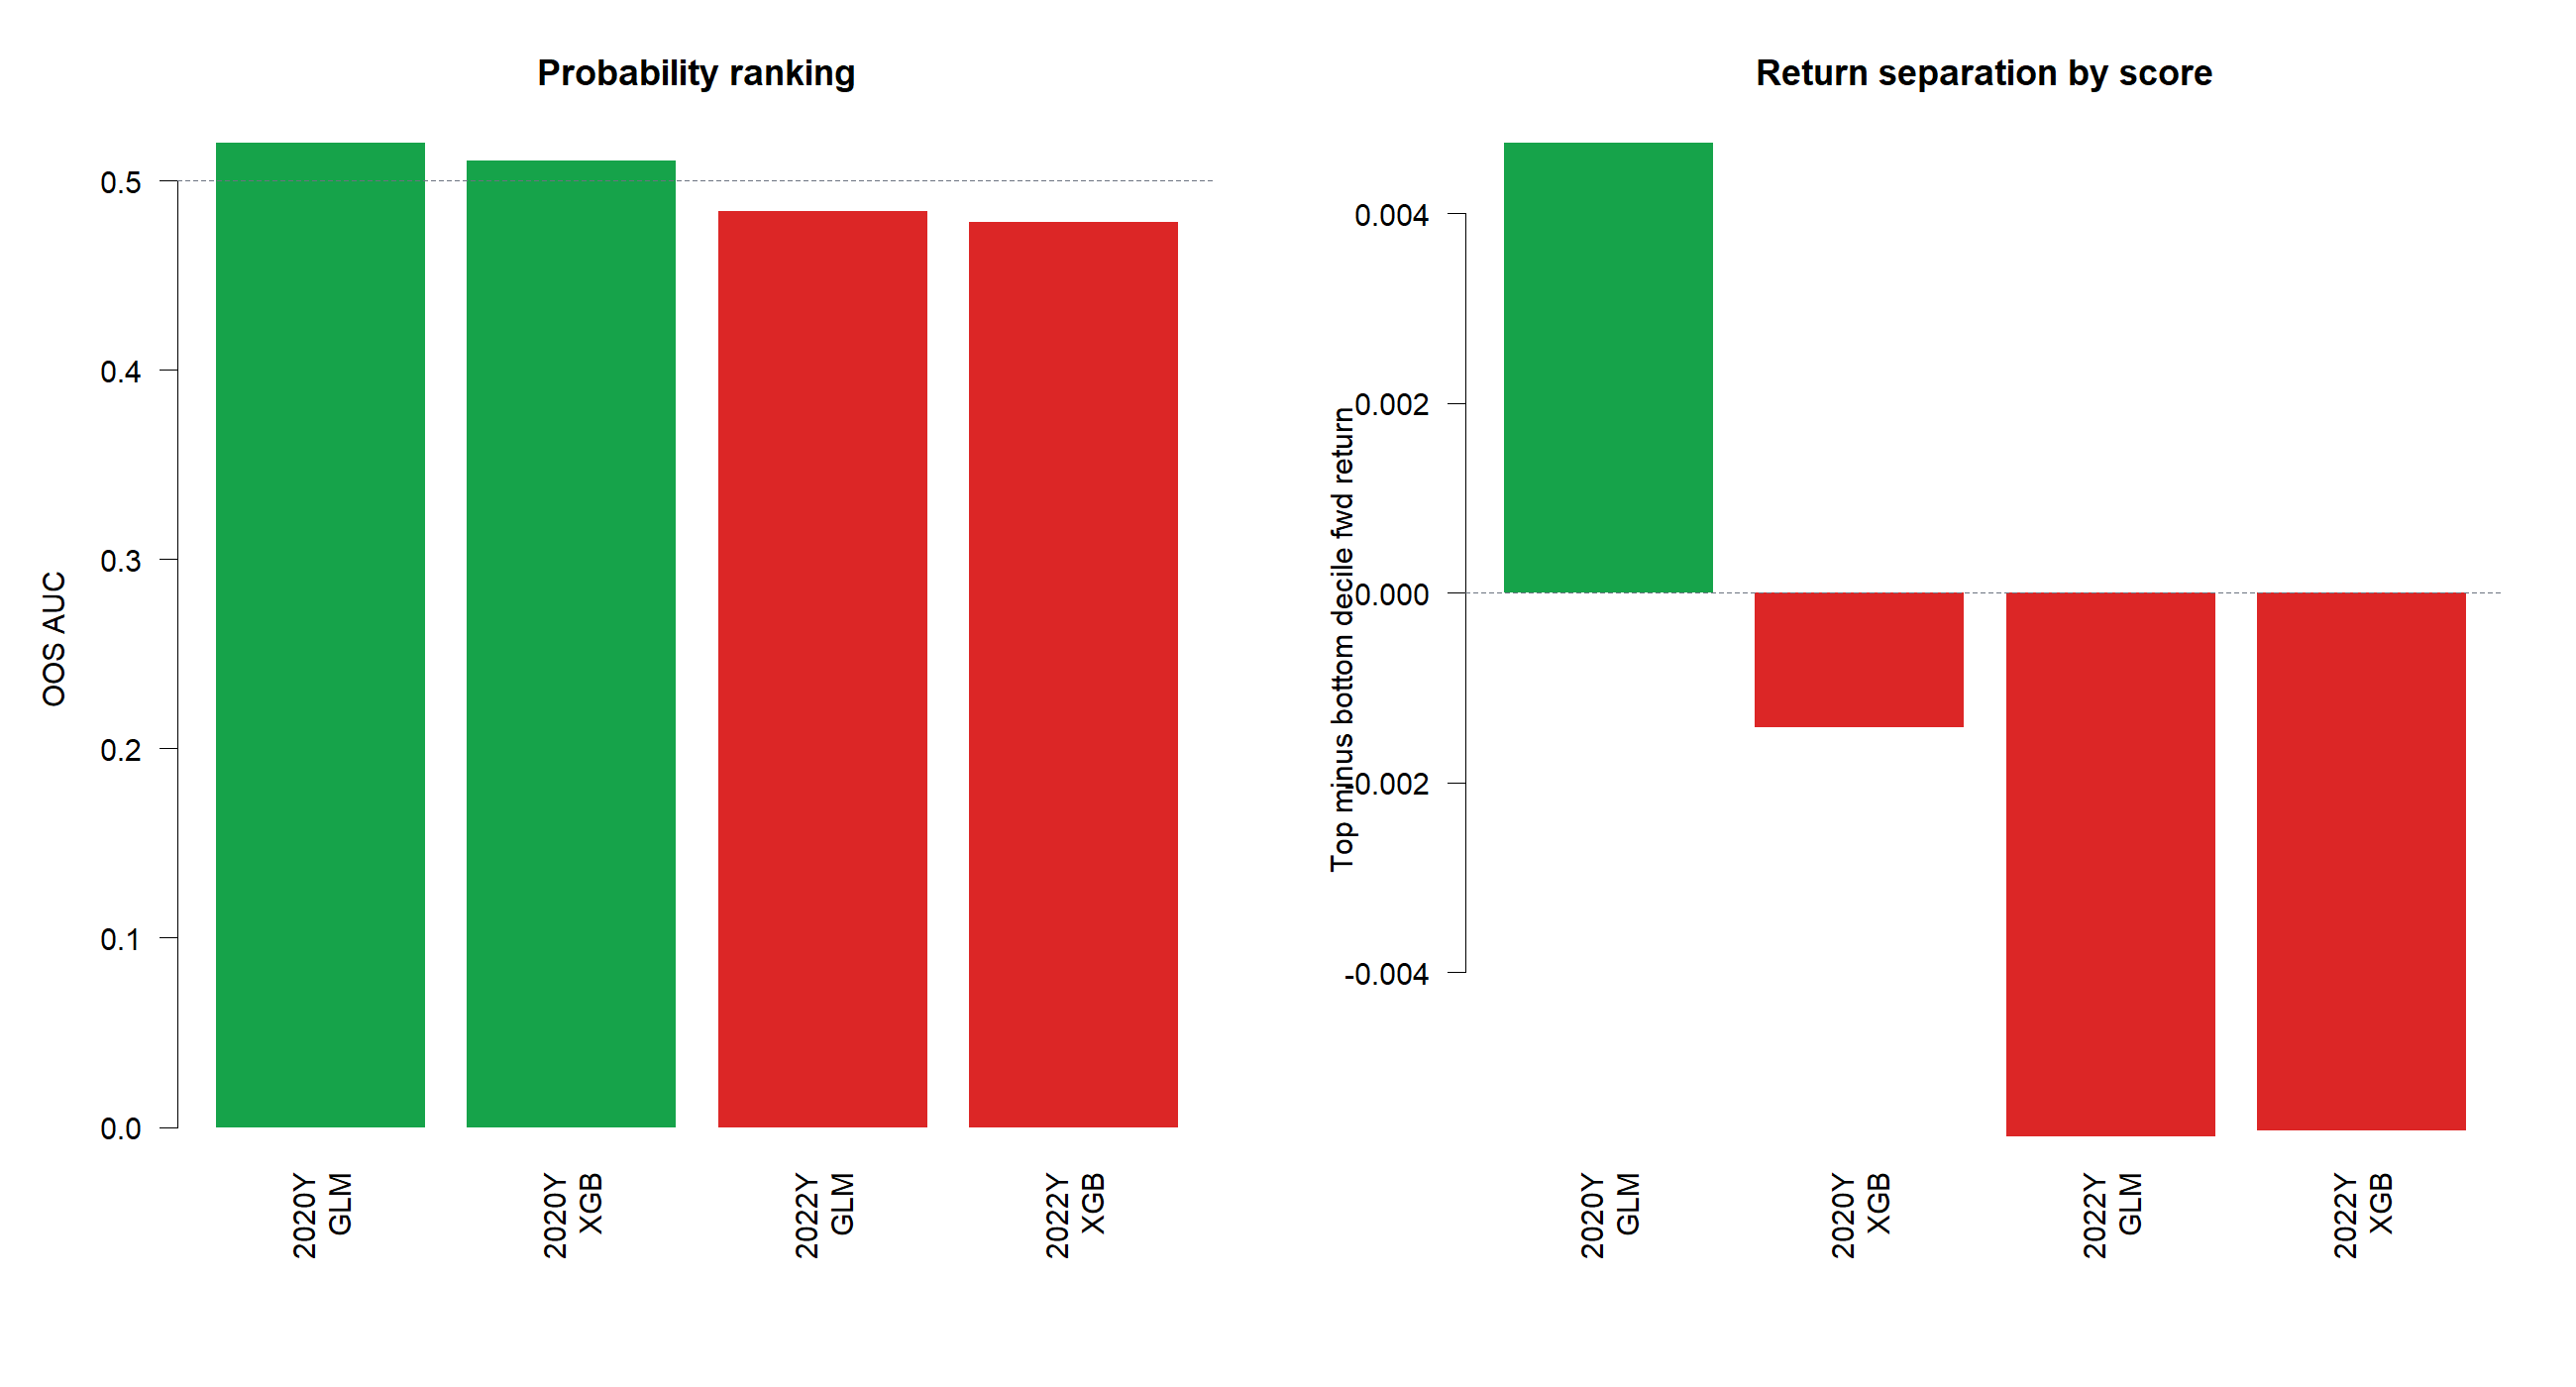 Probability ranking
OOS AUC
0.5
0.4
0.3
0.2
0.1
0.0
2020Y
GLM
2020Y
XGB
2022Y
GLM
2022Y
XGB
Return separation by score
Top minus bottom decile fwd return
0.004
0.002
0.000
-0.002
-0.004
2020Y
GLM
2020Y
XGB
2022Y
GLM
2022Y
XGB